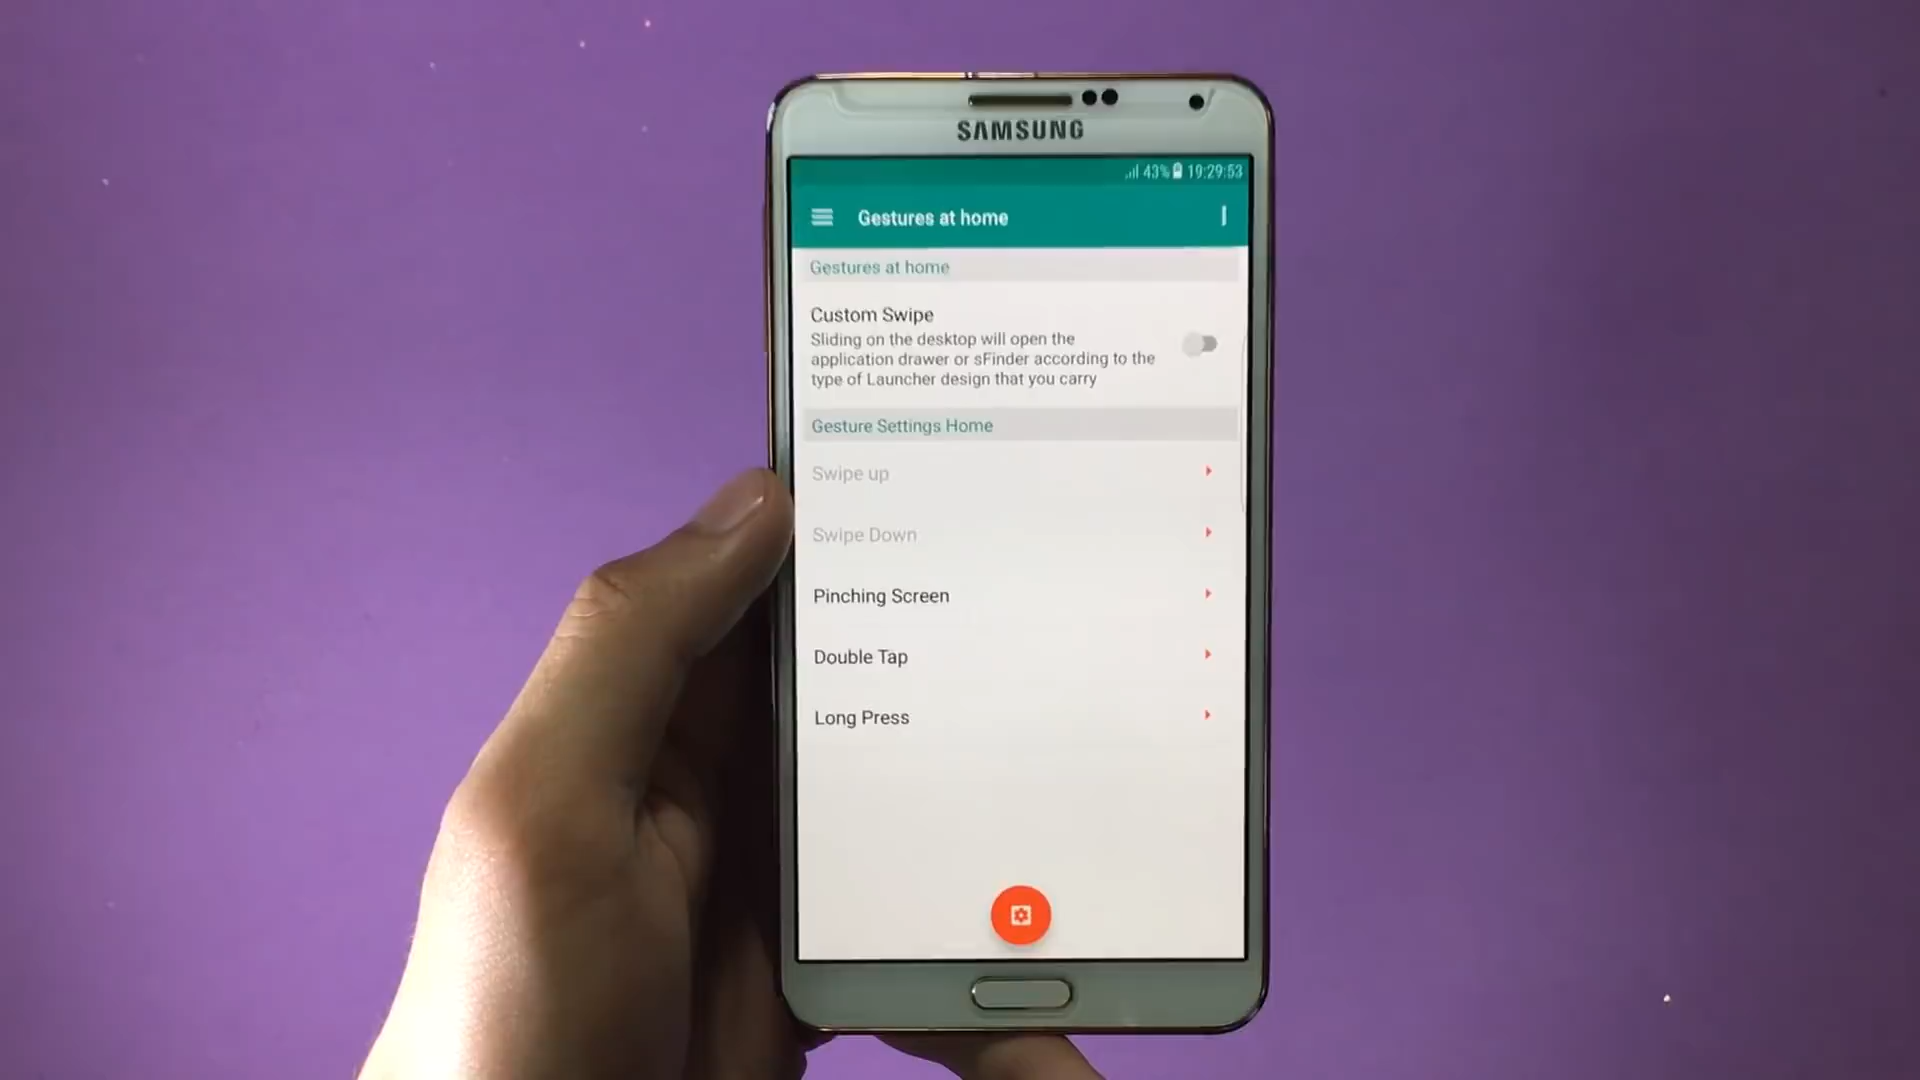 SAMSUNG
43% 19:29:53
Gestures at home
Gestures at home
Custom Swipe
Sliding on the desktop will open the
application drawer or sFinder according to the
type of Launcher design that you carry
Gesture Settings Home
Swipe up
Swipe Down
Pinching Screen
Double Tap
Long Press